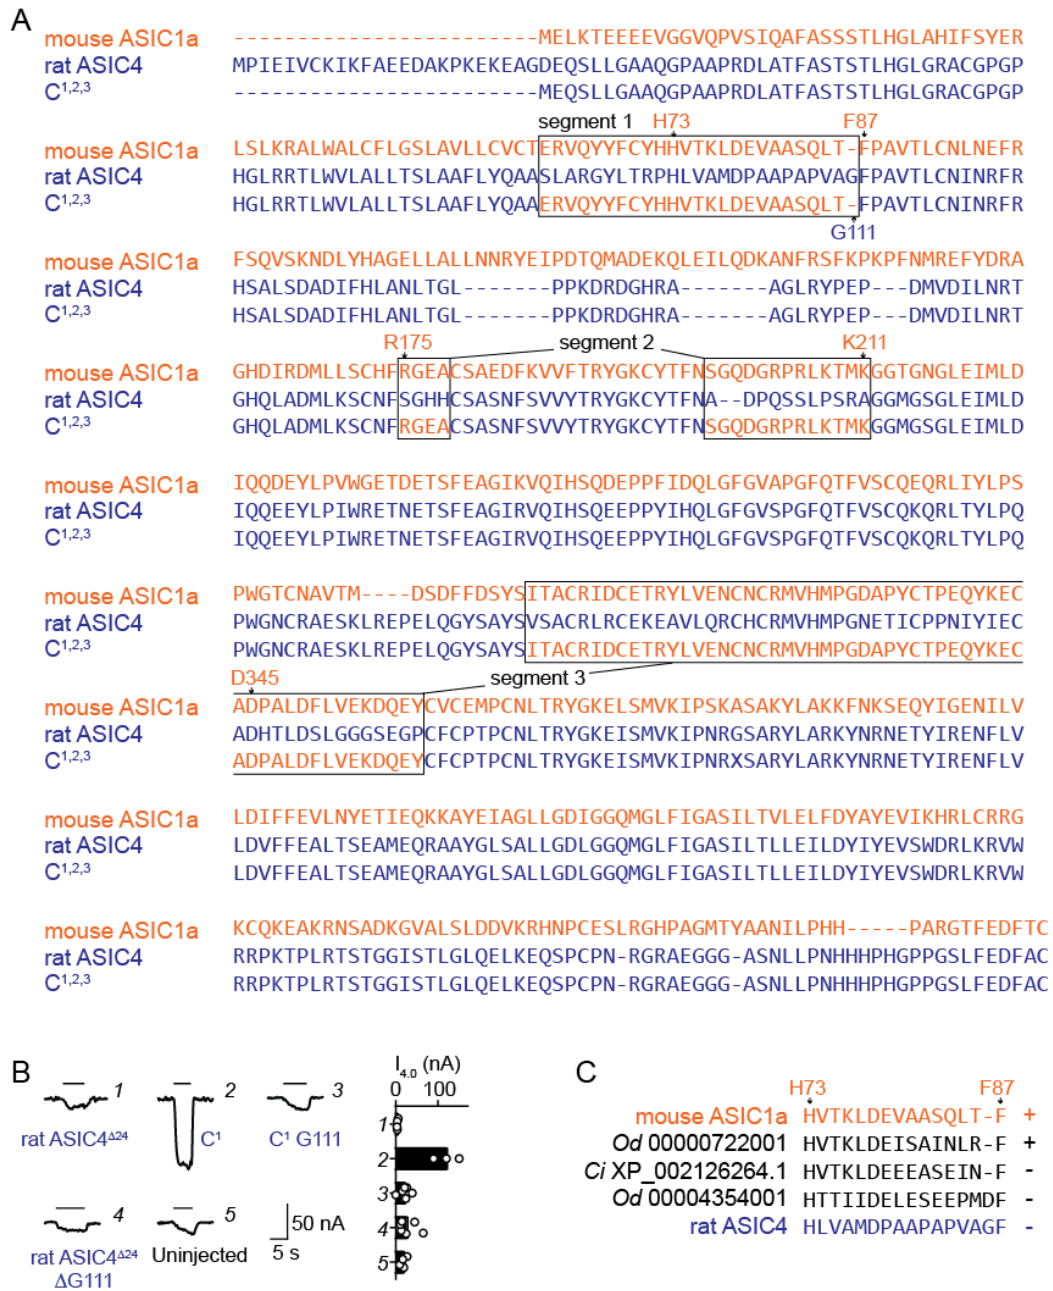 A
mouse ASIC1a ------------------------MELKTEEEEVGGVQPVSIQAFASSSTLHGLAHIFSYER
rat ASIC4 MPIEIVCKIKFAEEDAKPKEKEAGDEQSLLGAAQGPAAPRDLATFASTSTLHGLGRACGPGP
C1,2,3 ------------------------MEQSLLGAAQGPAAPRDLATFASTSTLHGLGRACGPGP
segment 1 H73 F87
mouse ASIC1a LSLKRALWALCFLGSLAVLLCVCTERVQYYFCYHHVTKLDEVAASQLT-FPAVTLCNLNEFR
rat ASIC4 HGLRRTLWVLALLTSLAAFLYQAASLARGYLTRPHLVAMDPAAPAPVAGFPAVTLCNINRFR
C1,2,3 HGLRRTLWVLALLTSLAAFLYQAAERVQYYFCYHHVTKLDEVAASQLT-FPAVTLCNINRFR
G111
mouse ASIC1a FSQVSKNDLYHAGELLALLNNRYEIPDTQMADEKQLEILQDKANFRSFKPKPFNMREFYDRA
rat ASIC4 HSALSDADIFHLANLTGL-------PPKDRDGHRA-------AGLRYPEP---DMVDILNRT
C1,2,3 HSALSDADIFHLANLTGL-------PPKDRDGHRA-------AGLRYPEP---DMVDILNRT
R175 segment 2 K211
mouse ASIC1a GHDIRDMLLSCHFRGEACSAEDFKVVFTRYGKCYTFNSGQDGRPRLKTMKGGTGNGLEIMLD
rat ASIC4 GHQLADMLKSCNFSGHHCSASNFSVVYTRYGKCYTFNA--DPQSSLPSRAGGMGSGLEIMLD
C1,2,3 GHQLADMLKSCNFRGEACSASNFSVVYTRYGKCYTFNSGQDGRPRLKTMKGGMGSGLEIMLD
mouse ASIC1a IQQDEYLPVWGETDETSFEAGIKVQIHSQDEPPFIDQLGFGVAPGFQTFVSCQEQRLIYLPS
rat ASIC4 IQQEEYLPIWRETNETSFEAGIRVQIHSQEEPPYIHQLGFGVSPGFQTFVSCQKQRLTYLPQ
C1,2,3 IQQEEYLPIWRETNETSFEAGIRVQIHSQEEPPYIHQLGFGVSPGFQTFVSCQKQRLTYLPQ
mouse ASIC1a PWGTCNAVTM----DSDFFDSYSITACRIDCETRYLVENCNCRMVHMPGDAPYCTPEQYKEC
rat ASIC4 PWGNCRAESKLREPELQGYSAYSVSACRLRCEKEAVLQRCHCRMVHMPGNETICPPNIYIEC
C1,2,3 PWGNCRAESKLREPELQGYSAYSITACRIDCETRYLVENCNCRMVHMPGDAPYCTPEQYKEC
D345 segment 3
mouse ASIC1a ADPALDFLVEKDQEYCVCEMPCNLTRYGKELSMVKIPSKASAKYLAKKFNKSEQYIGENILV
rat ASIC4 ADHTLDSLGGGSEGPCFCPTPCNLTRYGKEISMVKIPNRGSARYLARKYNRNETYIRENFLV
C1,2,3 ADPALDFLVEKDQEYCFCPTPCNLTRYGKEISMVKIPNRXSARYLARKYNRNETYIRENFLV
mouse ASIC1a LDIFFEVLNYETIEQKKAYEIAGLLGDIGGQMGLFIGASILTVLELFDYAYEVIKHRLCRRG
rat ASIC4 LDVFFEALTSEAMEQRAAYGLSALLGDLGGQMGLFIGASILTLLEILDYIYEVSWDRLKRVW
C1,2,3 LDVFFEALTSEAMEQRAAYGLSALLGDLGGQMGLFIGASILTLLEILDYIYEVSWDRLKRVW
mouse ASIC1a KCQKEAKRNSADKGVALSLDDVKRHNPCESLRGHPAGMTYAANILPHH-----PARGTFEDFTC
rat ASIC4 RRPKTPLRTSTGGISTLGLQELKEQSPCPN-RGRAEGGG-ASNLLPNHHHPHGPPGSLFEDFAC
C1,2,3 RRPKTPLRTSTGGISTLGLQELKEQSPCPN-RGRAEGGG-ASNLLPNHHHPHGPPGSLFEDFAC
B
1 2 3
rat ASIC4Δ24 C1 C1 G111
4 5
rat ASIC4Δ24 ΔG111
Uninjected
50 nA
5 s
I4.0 (nA)
0 100
1
2
3
4
5
C
H73 F87
mouse ASIC1a HVTKLDEVAASQLT-F +
Od 00000722001 HVTKLDEISAINLR-F +
Ci XP_002126264.1 HVTKLDEEEASEIN-F -
Od 00004354001 HTTIIDELESEEPMDF -
rat ASIC4 HLVAMDPAAPAPVAGF -